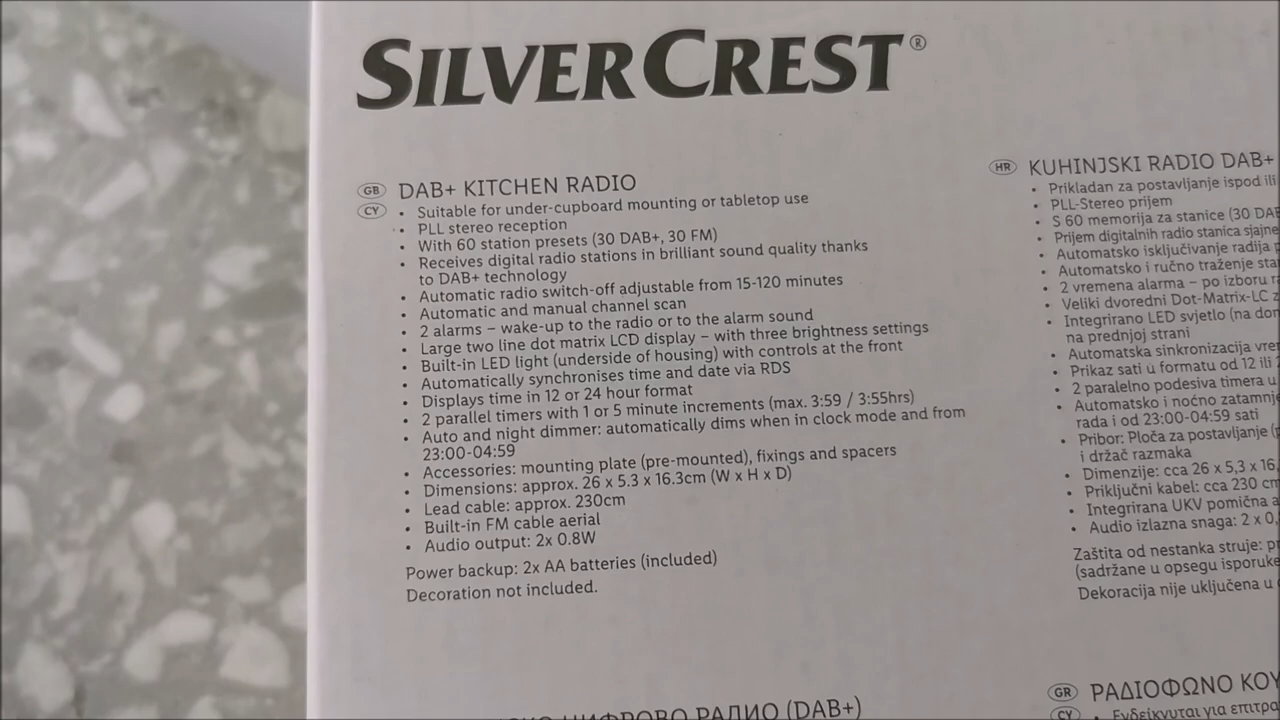 SILVERCREST®
GB DAB+ KITCHEN RADIO
CY • Suitable for under-cupboard mounting or tabletop use
• PLL stereo reception
• With 60 station presets (30 DAB+, 30 FM)
• Receives digital radio stations in brilliant sound quality thanks
to DAB+ technology
• Automatic radio switch-off adjustable from 15-120 minutes
• Automatic and manual channel scan
• 2 alarms – wake-up to the radio or to the alarm sound
• Large two line dot matrix LCD display – with three brightness settings
• Built-in LED light (underside of housing) with controls at the front
• Automatically synchronises time and date via RDS
• Displays time in 12 or 24 hour format
• 2 parallel timers with 1 or 5 minute increments (max. 3:59 / 3:55hrs)
• Auto and night dimmer: automatically dims when in clock mode and from
23:00-04:59
• Accessories: mounting plate (pre-mounted), fixings and spacers
• Dimensions: approx. 26 x 5.3 x 16.3cm (W x H x D)
• Lead cable: approx. 230cm
• Built-in FM cable aerial
• Audio output: 2x 0.8W
Power backup: 2x AA batteries (included)
Decoration not included.
HR KUHINJSKI RADIO DAB+
• Prikladan za postavljanje ispod ili
• PLL-Stereo prijem
• S 60 memorija za stanice (30 DAB
• Prijem digitalnih radio stanica sjajne
• Automatsko isključivanje radija
• Automatsko i ručno traženje
• 2 vremena alarma – po izboru
• Veliki dvoredni Dot-Matrix-LC
• Integrirano LED svjetlo (na
na prednjoj strani
• Automatska sinkronizacija
• Prikaz sati u formatu od 12 ili
• 2 paralelno podesiva timera
• Automatsko i noćno
rada i od 23:00-04:59 sati
• Pribor: Ploča za postavljanje
i držač razmaka
• Dimenzije: cca 26 x 5,3 x 16,
• Priključni kabel: cca 230 cm
• Integrirana UKV pomična
• Audio izlazna snaga: 2 x 0,
Zaštita od nestanka struje:
(sadržane u opsegu isporuke
Dekoracija nije uključena u
ЦИФРОВО РАДИО (DAB+)
GR ΡΑΔΙΟΦΩΝΟ
CY • Ενδείκνυται για